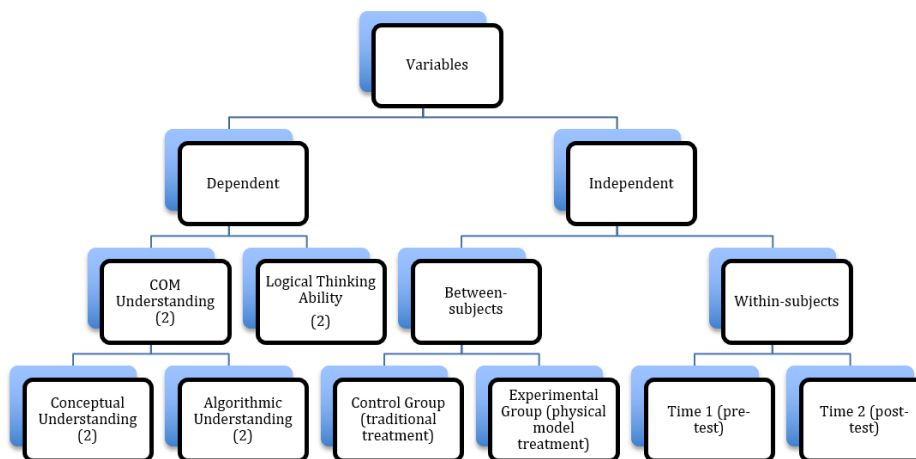 Variables
Dependent
Independent
COM
Understanding
(2)
Logical Thinking
Ability
(2)
Between-
subjects
Within-subjects
Conceptual
Understanding
(2)
Algorithmic
Understanding
(2)
Control Group
(traditional
treatment)
Experimental
Group (physical
model
treatment)
Time 1 (pre-
test)
Time 2 (post-
test)